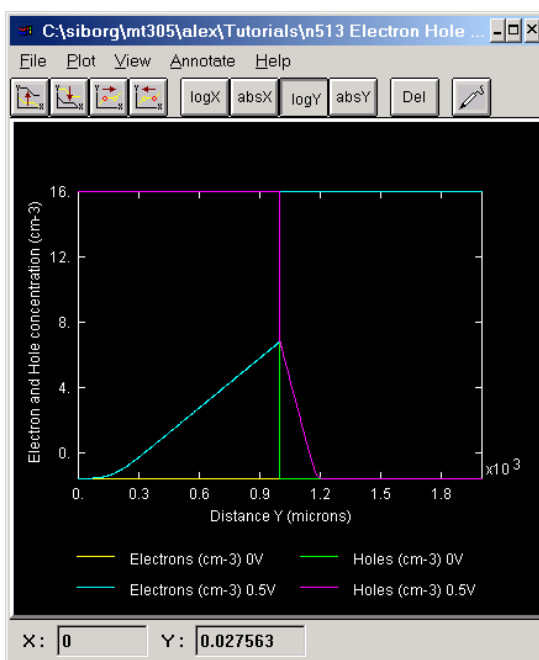 C:\siborg\mt305\alex\Tutorials\n513 Electron Hole ...
File Plot View Annotate Help
logX absX logY absY Del
Electron and Hole concentration (cm-3)
16.
12.
8.
4.
0.
x10 3
0. 0.3 0.6 0.9 1.2 1.5 1.8
Distance Y (microns)
Electrons (cm-3) 0V Holes (cm-3) 0V
Electrons (cm-3) 0.5V Holes (cm-3) 0.5V
X: 0 Y: 0.027563